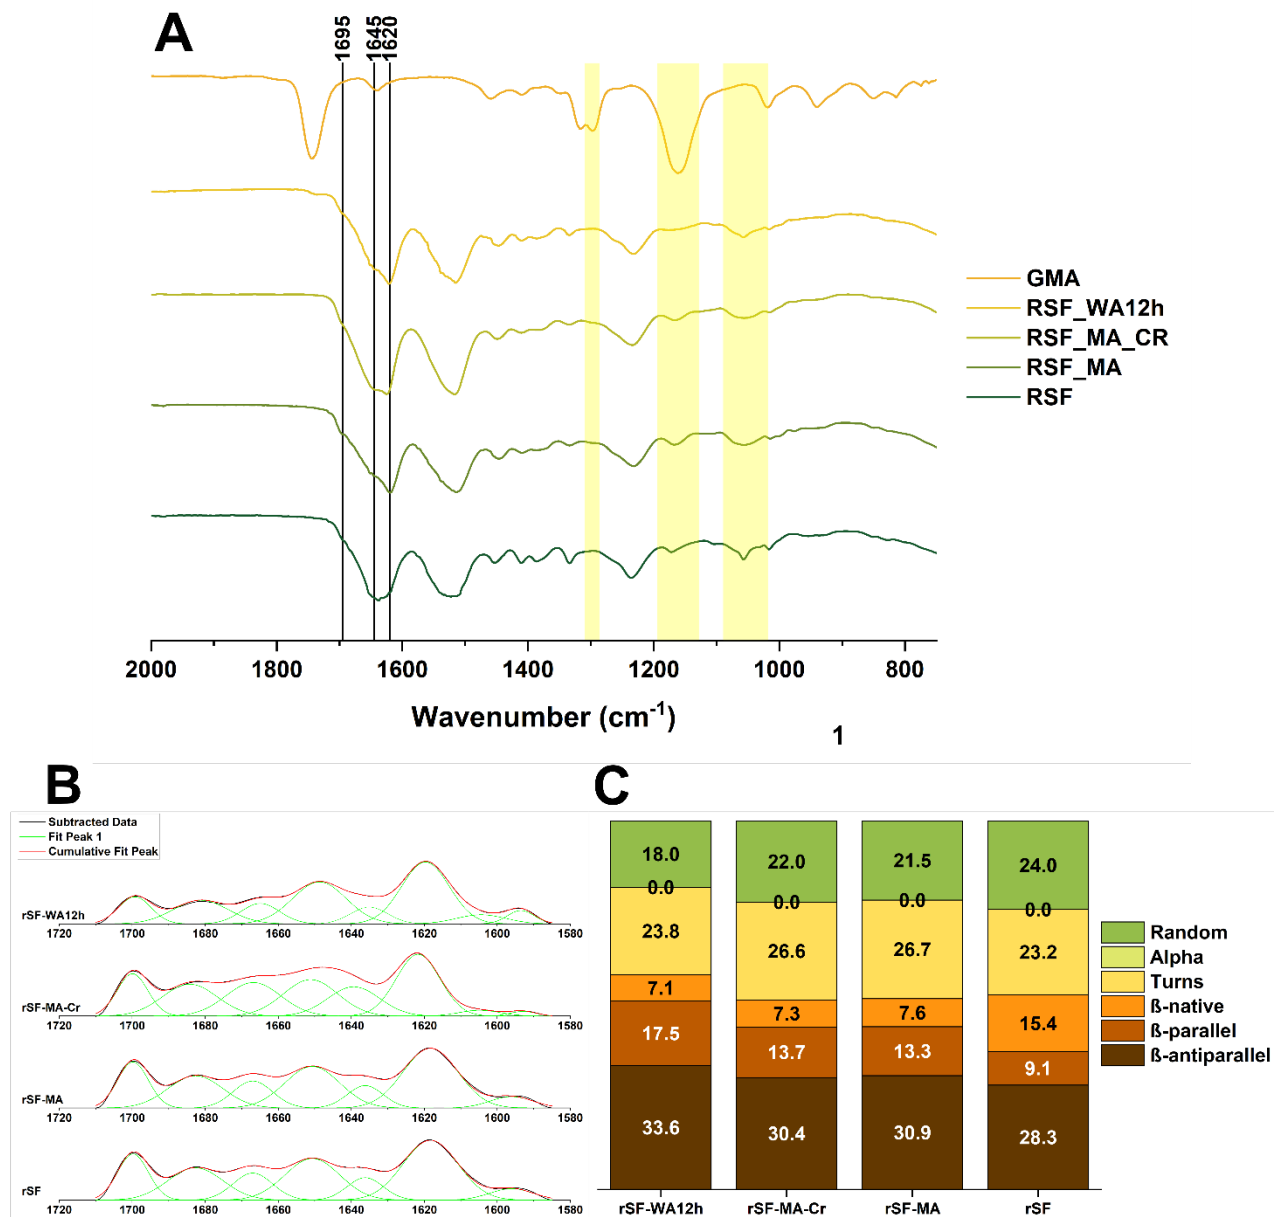 A
1695
1645
1620
GMA
RSF_WA12h
RSF_MA_CR
RSF_MA
RSF
2000 1800 1600 1400 1200 1000 800
Wavenumber (cm⁻¹)
1
B
Subtracted Data
Fit Peak 1
Cumulative Fit Peak
rSF-WA12h
1720 1700 1680 1660 1640 1620 1600 1580
rSF-MA-Cr
1720 1700 1680 1660 1640 1620 1600 1580
rSF-MA
1720 1700 1680 1660 1640 1620 1600 1580
rSF
1720 1700 1680 1660 1640 1620 1600 1580
C
18.0 22.0 21.5 24.0
0.0 0.0 0.0 0.0
23.8 26.6 26.7 23.2
7.1 7.3 7.6 15.4
17.5 13.7 13.3 9.1
33.6 30.4 30.9 28.3
rSF-WA12h rSF-MA-Cr rSF-MA rSF
Random
Alpha
Turns
ß-native
ß-parallel
ß-antiparallel